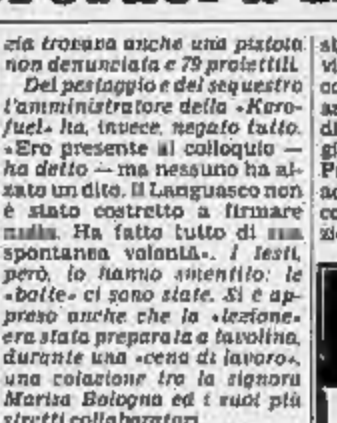 zia trovava anche una pistola
non denunciata e 79 proiettili.
Del pestaggio e del sequestro
l'amministratore della «Karo-
fuel» ha, invece, negato tutto.
«Ero presente al colloquio —
ha detto — ma nessuno ha al-
zato un dito. Il Languasco non
è stato costretto a firmare
nulla. Ha fatto tutto di sua
spontanea volontà». I testi,
però, lo hanno smentito: le
«botte» ci sono state. Si è ap-
preso anche che la «lezione»
era stata preparata a tavolino,
durante una «cena di lavoro»,
una colazione tra la signora
Marisa Bologna ed i suoi più
stretti collaboratori